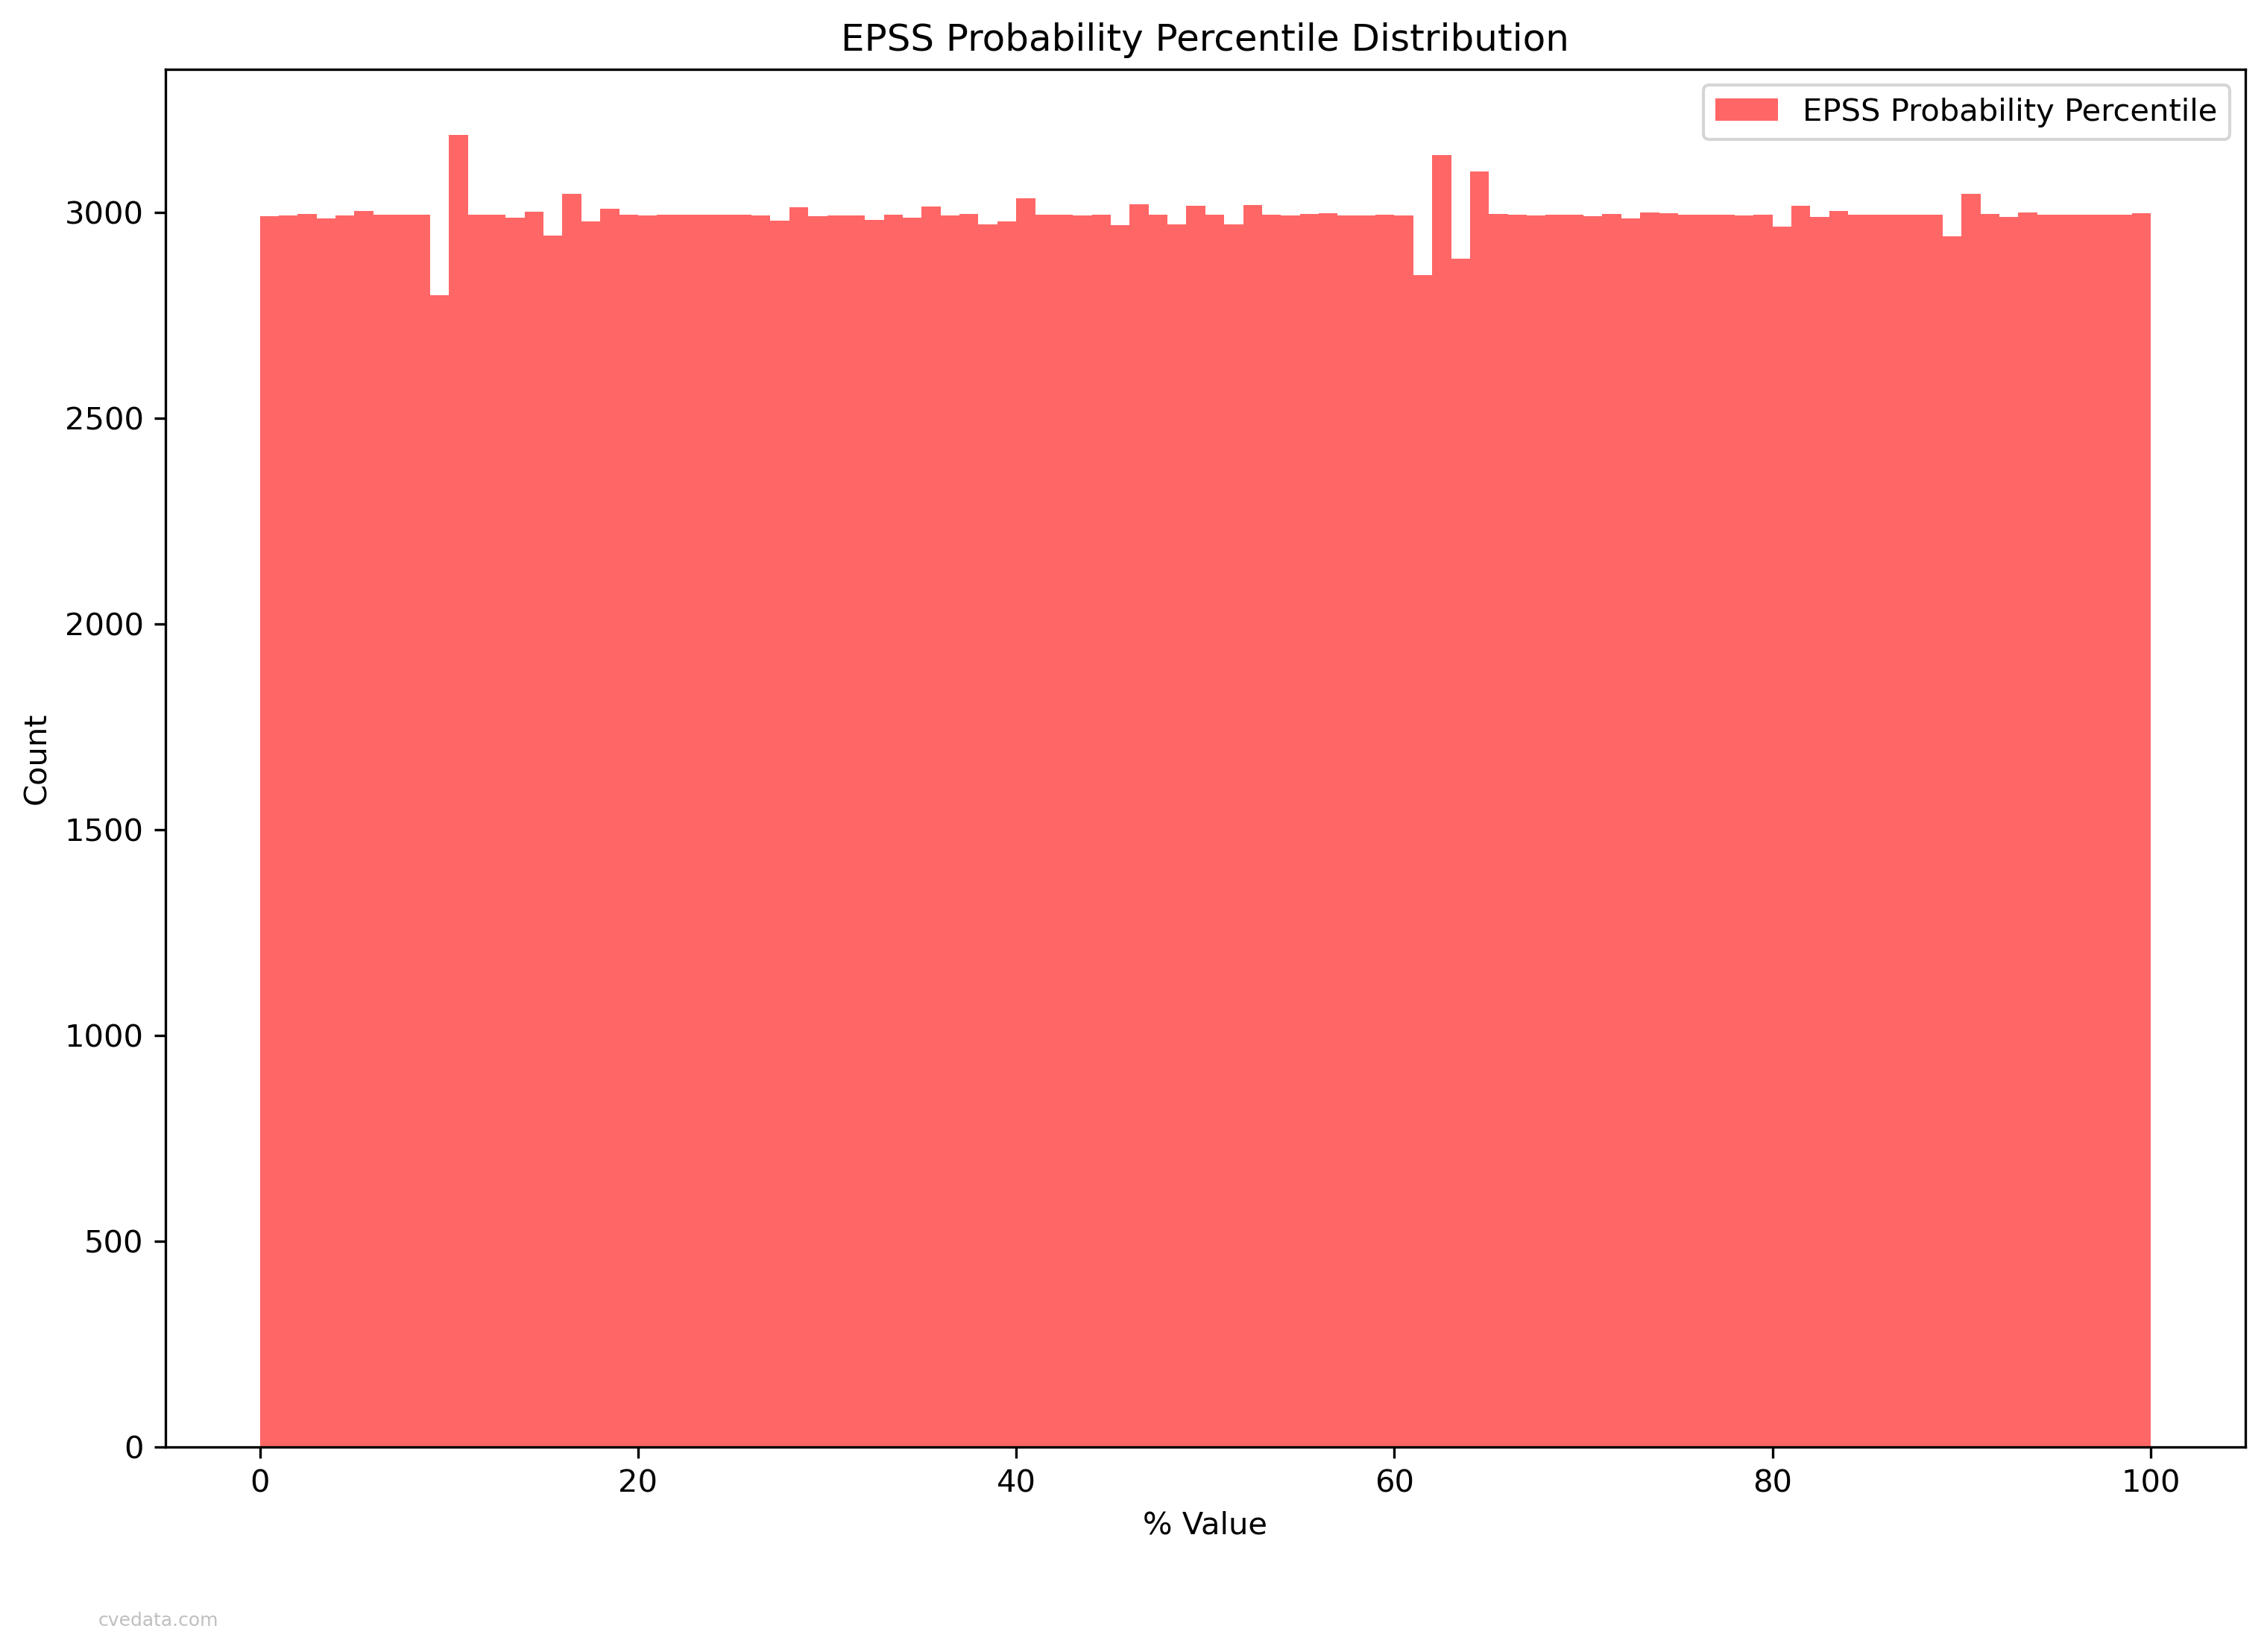 EPSS Probability Percentile Distribution
EPSS Probability Percentile
3000
2500
2000
1500
1000
500
0
Count
0 20 40 60 80 100
% Value
cvedata.com